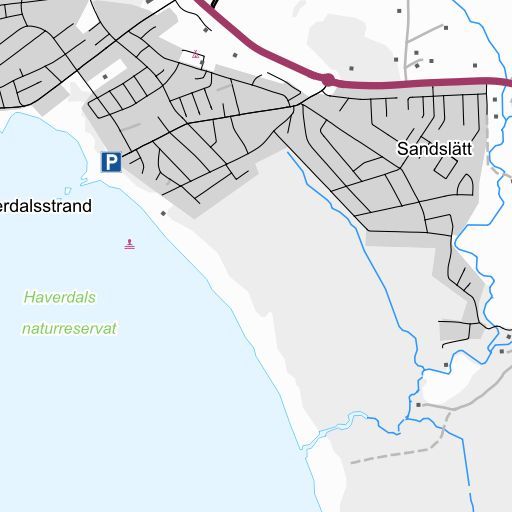 P
Sandslätt
erdalsstrand
Haverdals
naturreservat